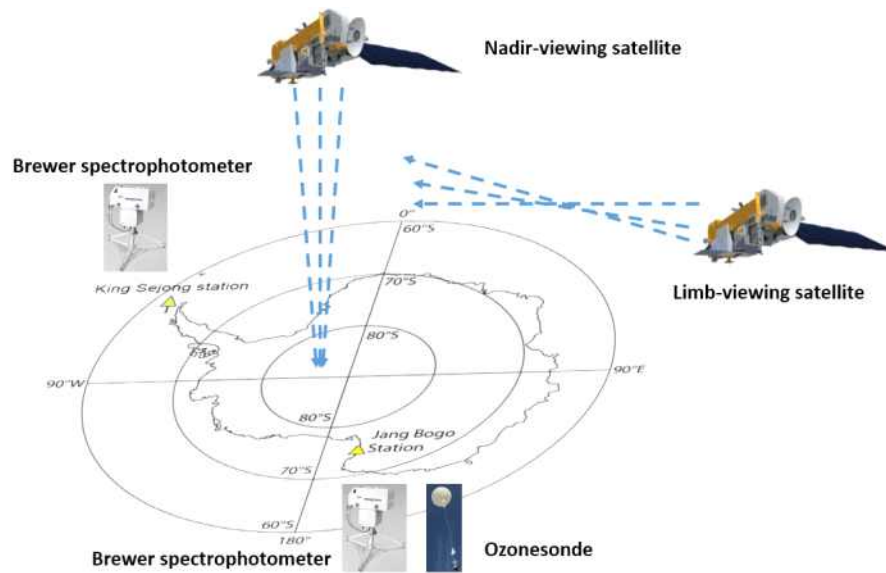 Nadir-viewing satellite
Brewer spectrophotometer
0°
60°S
King Sejong station
70°S
Limb-viewing satellite
80°S
90°W
90°E
80°S
Jang Bogo
Station
70°S
60°S
180°
Brewer spectrophotometer
Ozonesonde